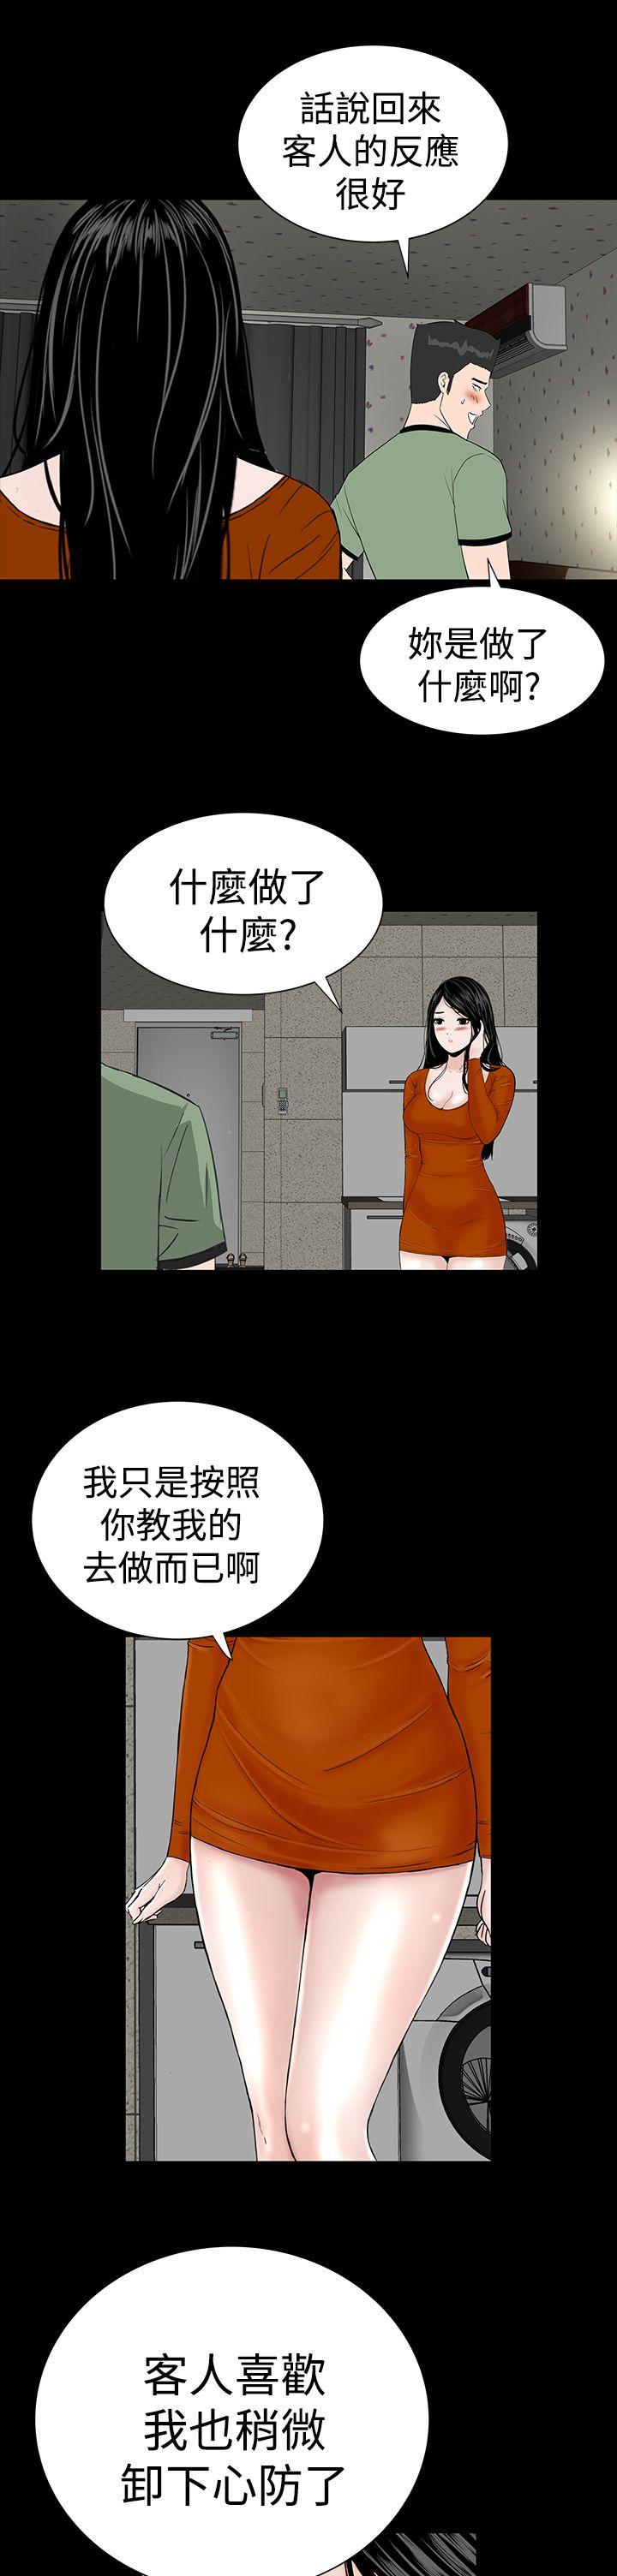 話說回來
客人的反應
很好
妳是做了
什麼啊?
什麼做了
什麼?
我只是按照
你教我的
去做而已啊
客人喜歡
我也稍微
卸下心防了